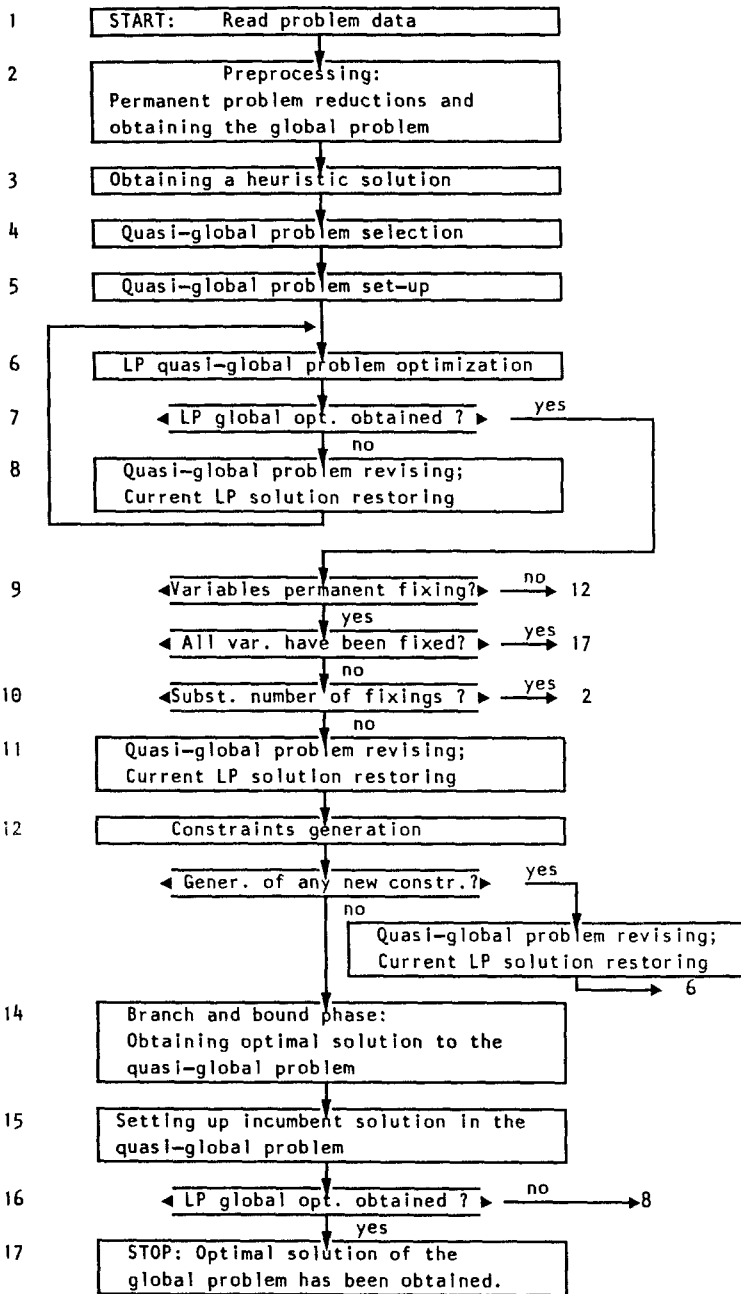 1 START: Read problem data
2 Preprocessing:
Permanent problem reductions and
obtaining the global problem
3 Obtaining a heuristic solution
4 Quasi-global problem selection
5 Quasi-global problem set-up
6 LP quasi-global problem optimization
7 LP global opt. obtained ? yes
no
8 Quasi-global problem revising;
Current LP solution restoring
9 Variables permanent fixing? no 12
yes
All var. have been fixed? yes 17
no
10 Subst. number of fixings ? yes 2
no
11 Quasi-global problem revising;
Current LP solution restoring
12 Constraints generation
Gener. of any new constr.? yes
no
Quasi-global problem revising;
Current LP solution restoring
6
14 Branch and bound phase:
Obtaining optimal solution to the
quasi-global problem
15 Setting up incumbent solution in the
quasi-global problem
16 LP global opt. obtained ? no 8
yes
17 STOP: Optimal solution of the
global problem has been obtained.